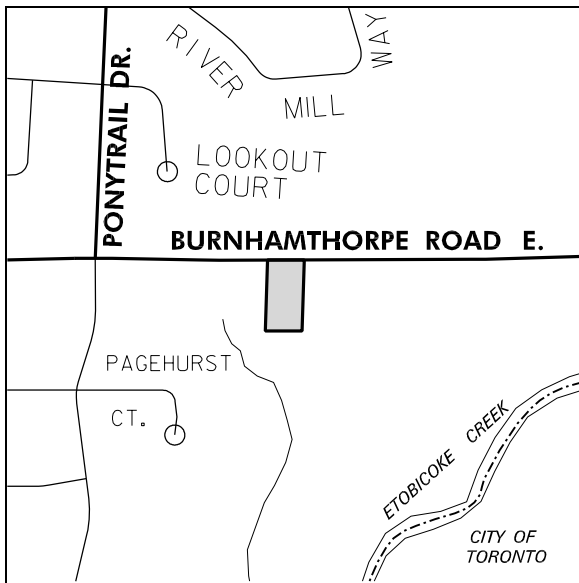 RIVER
MILL
WAY
PONYTRAIL DR.
LOOKOUT
COURT
BURNHAMTHORPE ROAD E.
PAGEHURST
CT.
ETOBICOKE CREEK
CITY OF
TORONTO